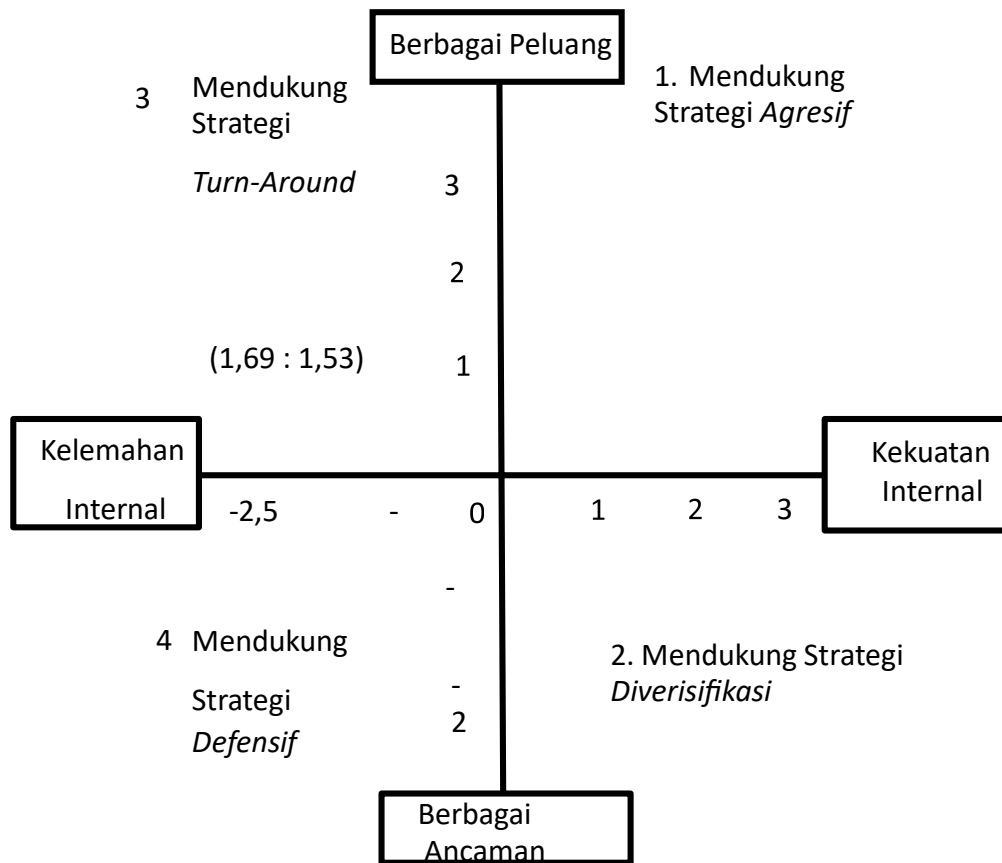 Berbagai Peluang
3 Mendukung
Strategi
Turn-Around
1. Mendukung
Strategi Agresif
3
2
(1,69 : 1,53) 1
Kelemahan
Internal
Kekuatan
Internal
-2,5 - 0 1 2 3
-
4 Mendukung
Strategi
Defensif
-
2
2. Mendukung Strategi
Diverisifikasi
Berbagai
Ancaman